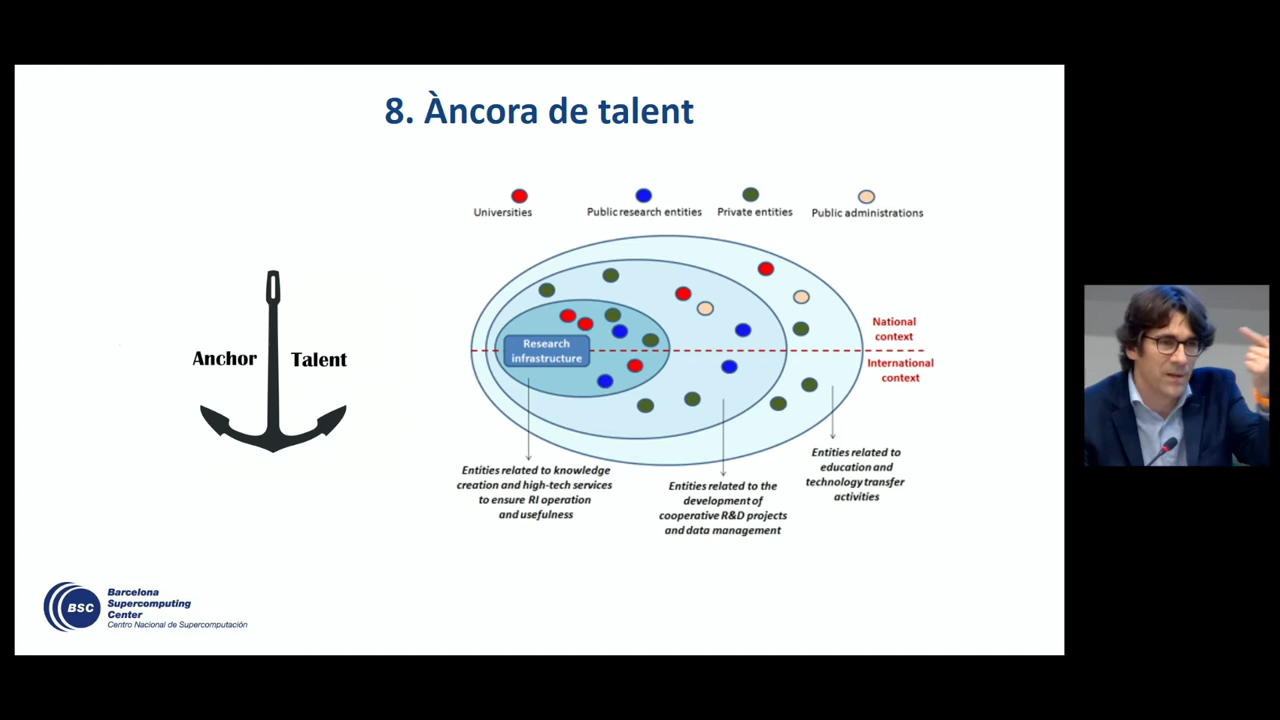 8. Àncora de talent
Universities
Public research entities
Private entities
Public administrations
Anchor
Talent
Research
infrastructure
National
context
International
context
Entities related to knowledge
creation and high-tech services
to ensure RI operation
and usefulness
Entities related to the
development of
cooperative R&D projects
and data management
Entities related to
education and
technology transfer
activities
BSC
Barcelona
Supercomputing
Center
Centro Nacional de Supercomputación